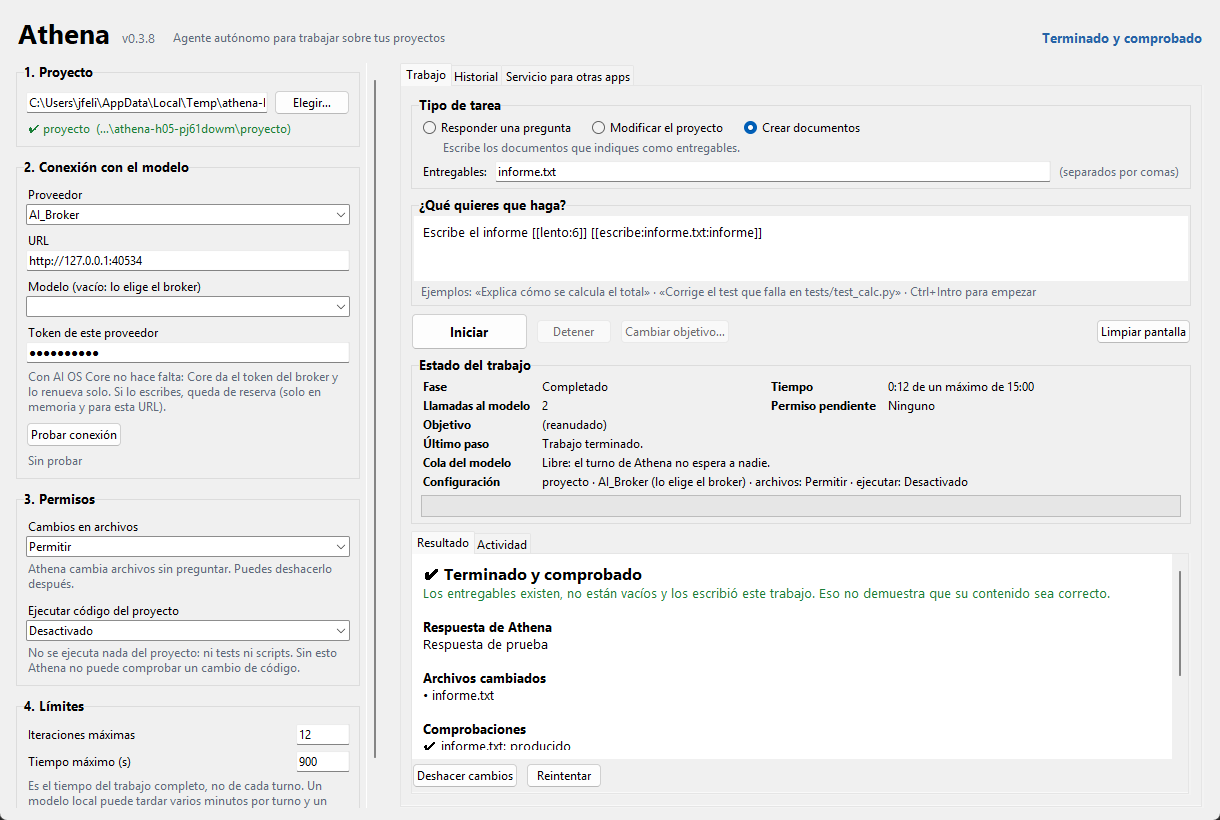 Athena v0.3.8 Agente autónomo para trabajar sobre tus proyectos
Terminado y comprobado
1. Proyecto
C:\Users\jfeli\AppData\Local\Temp\athena-l
Elegir...
✔ proyecto (...\athena-h05-pj61dowm\proyecto)
2. Conexión con el modelo
Proveedor
AI_Broker
URL
http://127.0.0.1:40534
Modelo (vacío: lo elige el broker)
Token de este proveedor
●●●●●●●●●●
Con AI OS Core no hace falta: Core da el token del broker y
lo renueva solo. Si lo escribes, queda de reserva (solo en
memoria y para esta URL).
Probar conexión
Sin probar
3. Permisos
Cambios en archivos
Permitir
Athena cambia archivos sin preguntar. Puedes deshacerlo
después.
Ejecutar código del proyecto
Desactivado
No se ejecuta nada del proyecto: ni tests ni scripts. Sin esto
Athena no puede comprobar un cambio de código.
4. Límites
Iteraciones máximas 12
Tiempo máximo (s) 900
Es el tiempo del trabajo completo, no de cada turno. Un
modelo local puede tardar varios minutos por turno y un
Trabajo Historial Servicio para otras apps
Tipo de tarea
Responder una pregunta Modificar el proyecto Crear documentos
Escribe los documentos que indiques como entregables.
Entregables: informe.txt (separados por comas)
¿Qué quieres que haga?
Escribe el informe [[lento:6]] [[escribe:informe.txt:informe]]
Ejemplos: «Explica cómo se calcula el total» · «Corrige el test que falla en tests/test_calc.py» · Ctrl+Intro para empezar
Iniciar Detener Cambiar objetivo... Limpiar pantalla
Estado del trabajo
Fase Completado Tiempo 0:12 de un máximo de 15:00
Llamadas al modelo 2 Permiso pendiente Ninguno
Objetivo (reanudado)
Último paso Trabajo terminado.
Cola del modelo Libre: el turno de Athena no espera a nadie.
Configuración proyecto · AI_Broker (lo elige el broker) · archivos: Permitir · ejecutar: Desactivado
Resultado Actividad
✔ Terminado y comprobado
Los entregables existen, no están vacíos y los escribió este trabajo. Eso no demuestra que su contenido sea correcto.
Respuesta de Athena
Respuesta de prueba
Archivos cambiados
• informe.txt
Comprobaciones
✔ informe.txt: producido
Deshacer cambios Reintentar